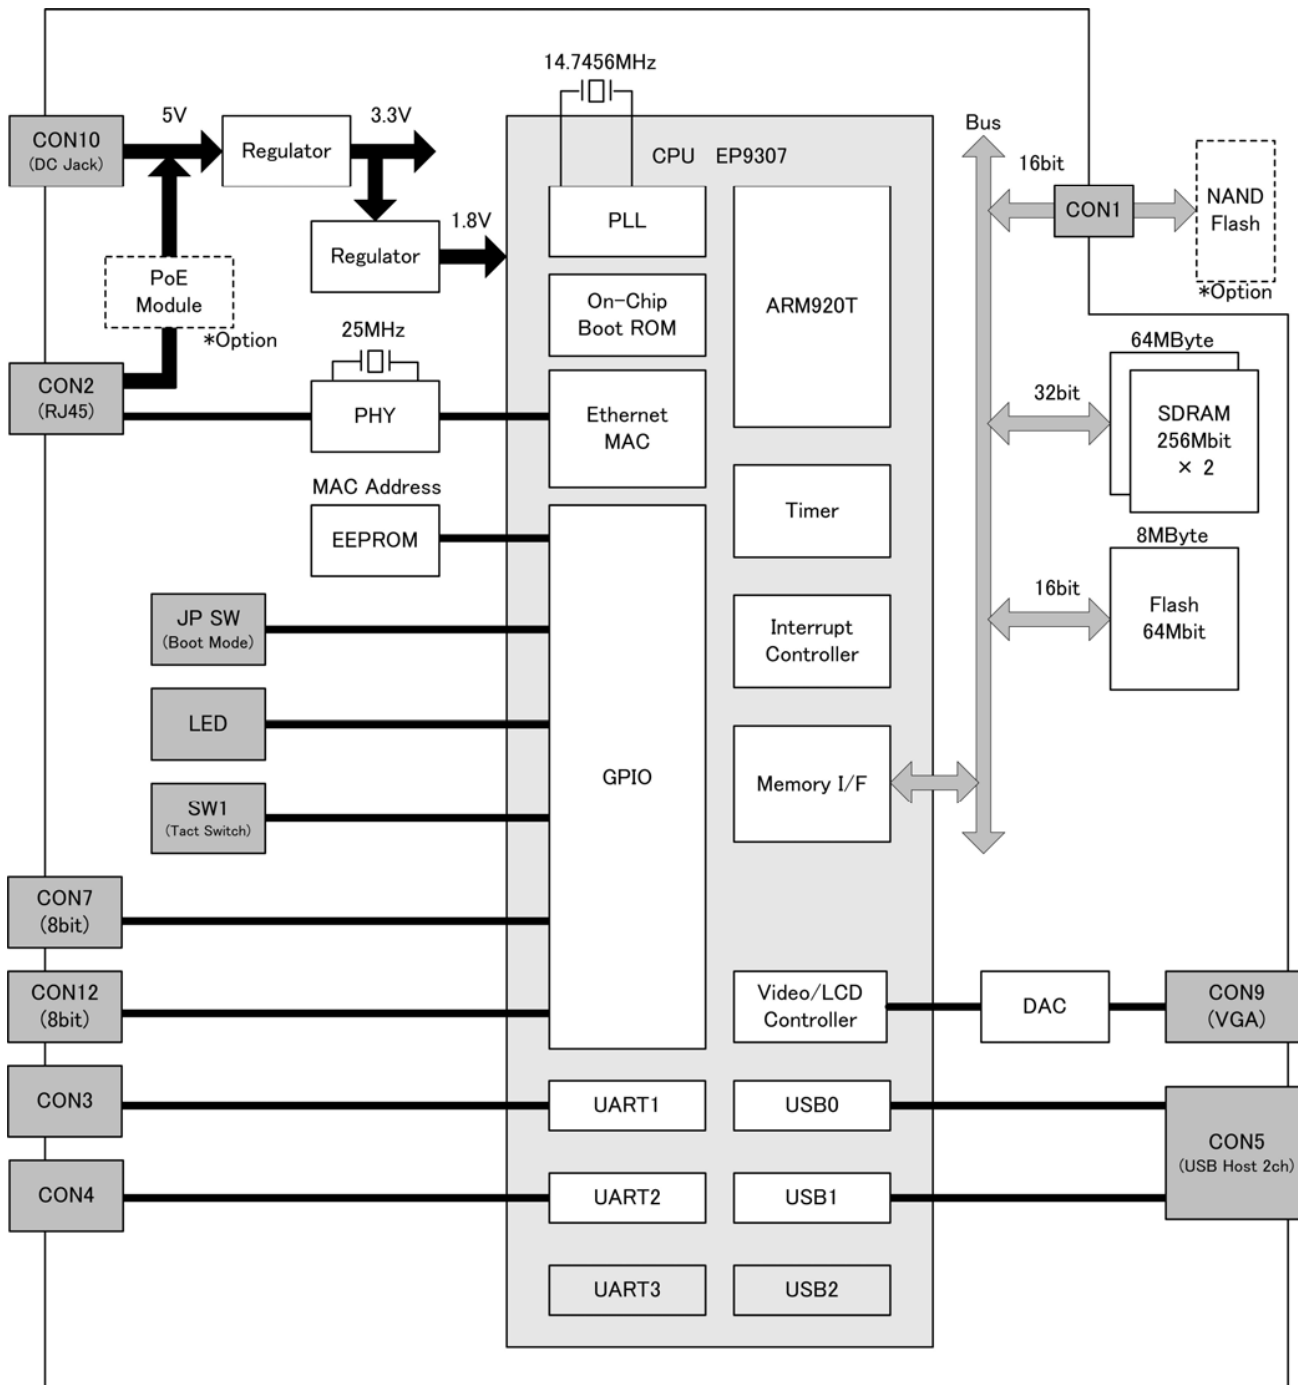 14.7456MHz
CON10
(DC Jack)
5V
Regulator
3.3V
CPU EP9307
Bus
16bit
CON1
NAND
Flash
*Option
PLL
ARM920T
Regulator
1.8V
PoE
Module
*Option
On-Chip
Boot ROM
25MHz
CON2
(RJ45)
PHY
Ethernet
MAC
64MByte
32bit
SDRAM
256Mbit
× 2
MAC Address
EEPROM
Timer
8MByte
16bit
Flash
64Mbit
JP SW
(Boot Mode)
Interrupt
Controller
LED
GPIO
Memory I/F
SW1
(Tact Switch)
CON7
(8bit)
CON12
(8bit)
Video/LCD
Controller
DAC
CON9
(VGA)
CON3
UART1
USB0
CON5
(USB Host 2ch)
CON4
UART2
USB1
UART3
USB2